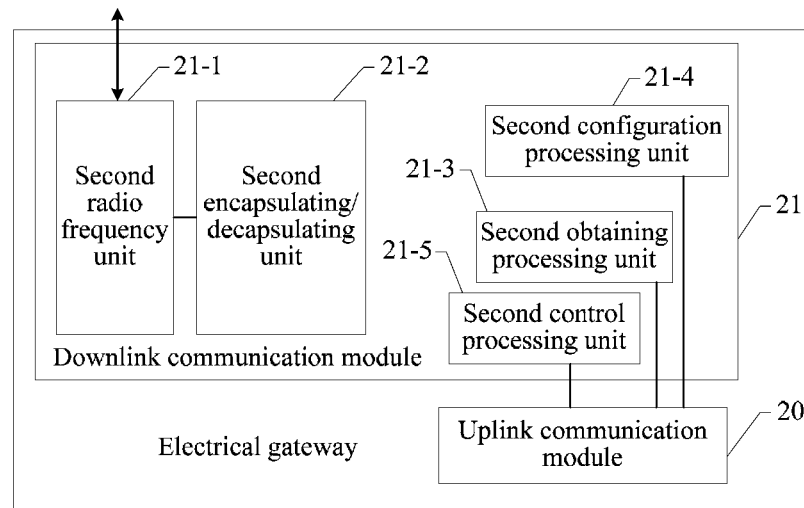 21-1
21-2
21-4
Second configuration
processing unit
Second
radio
frequency
unit
Second
encapsulating/
decapsulating
unit
21-3
21
Second obtaining
processing unit
21-5
Second control
processing unit
Downlink communication module
20
Uplink communication
module
Electrical gateway